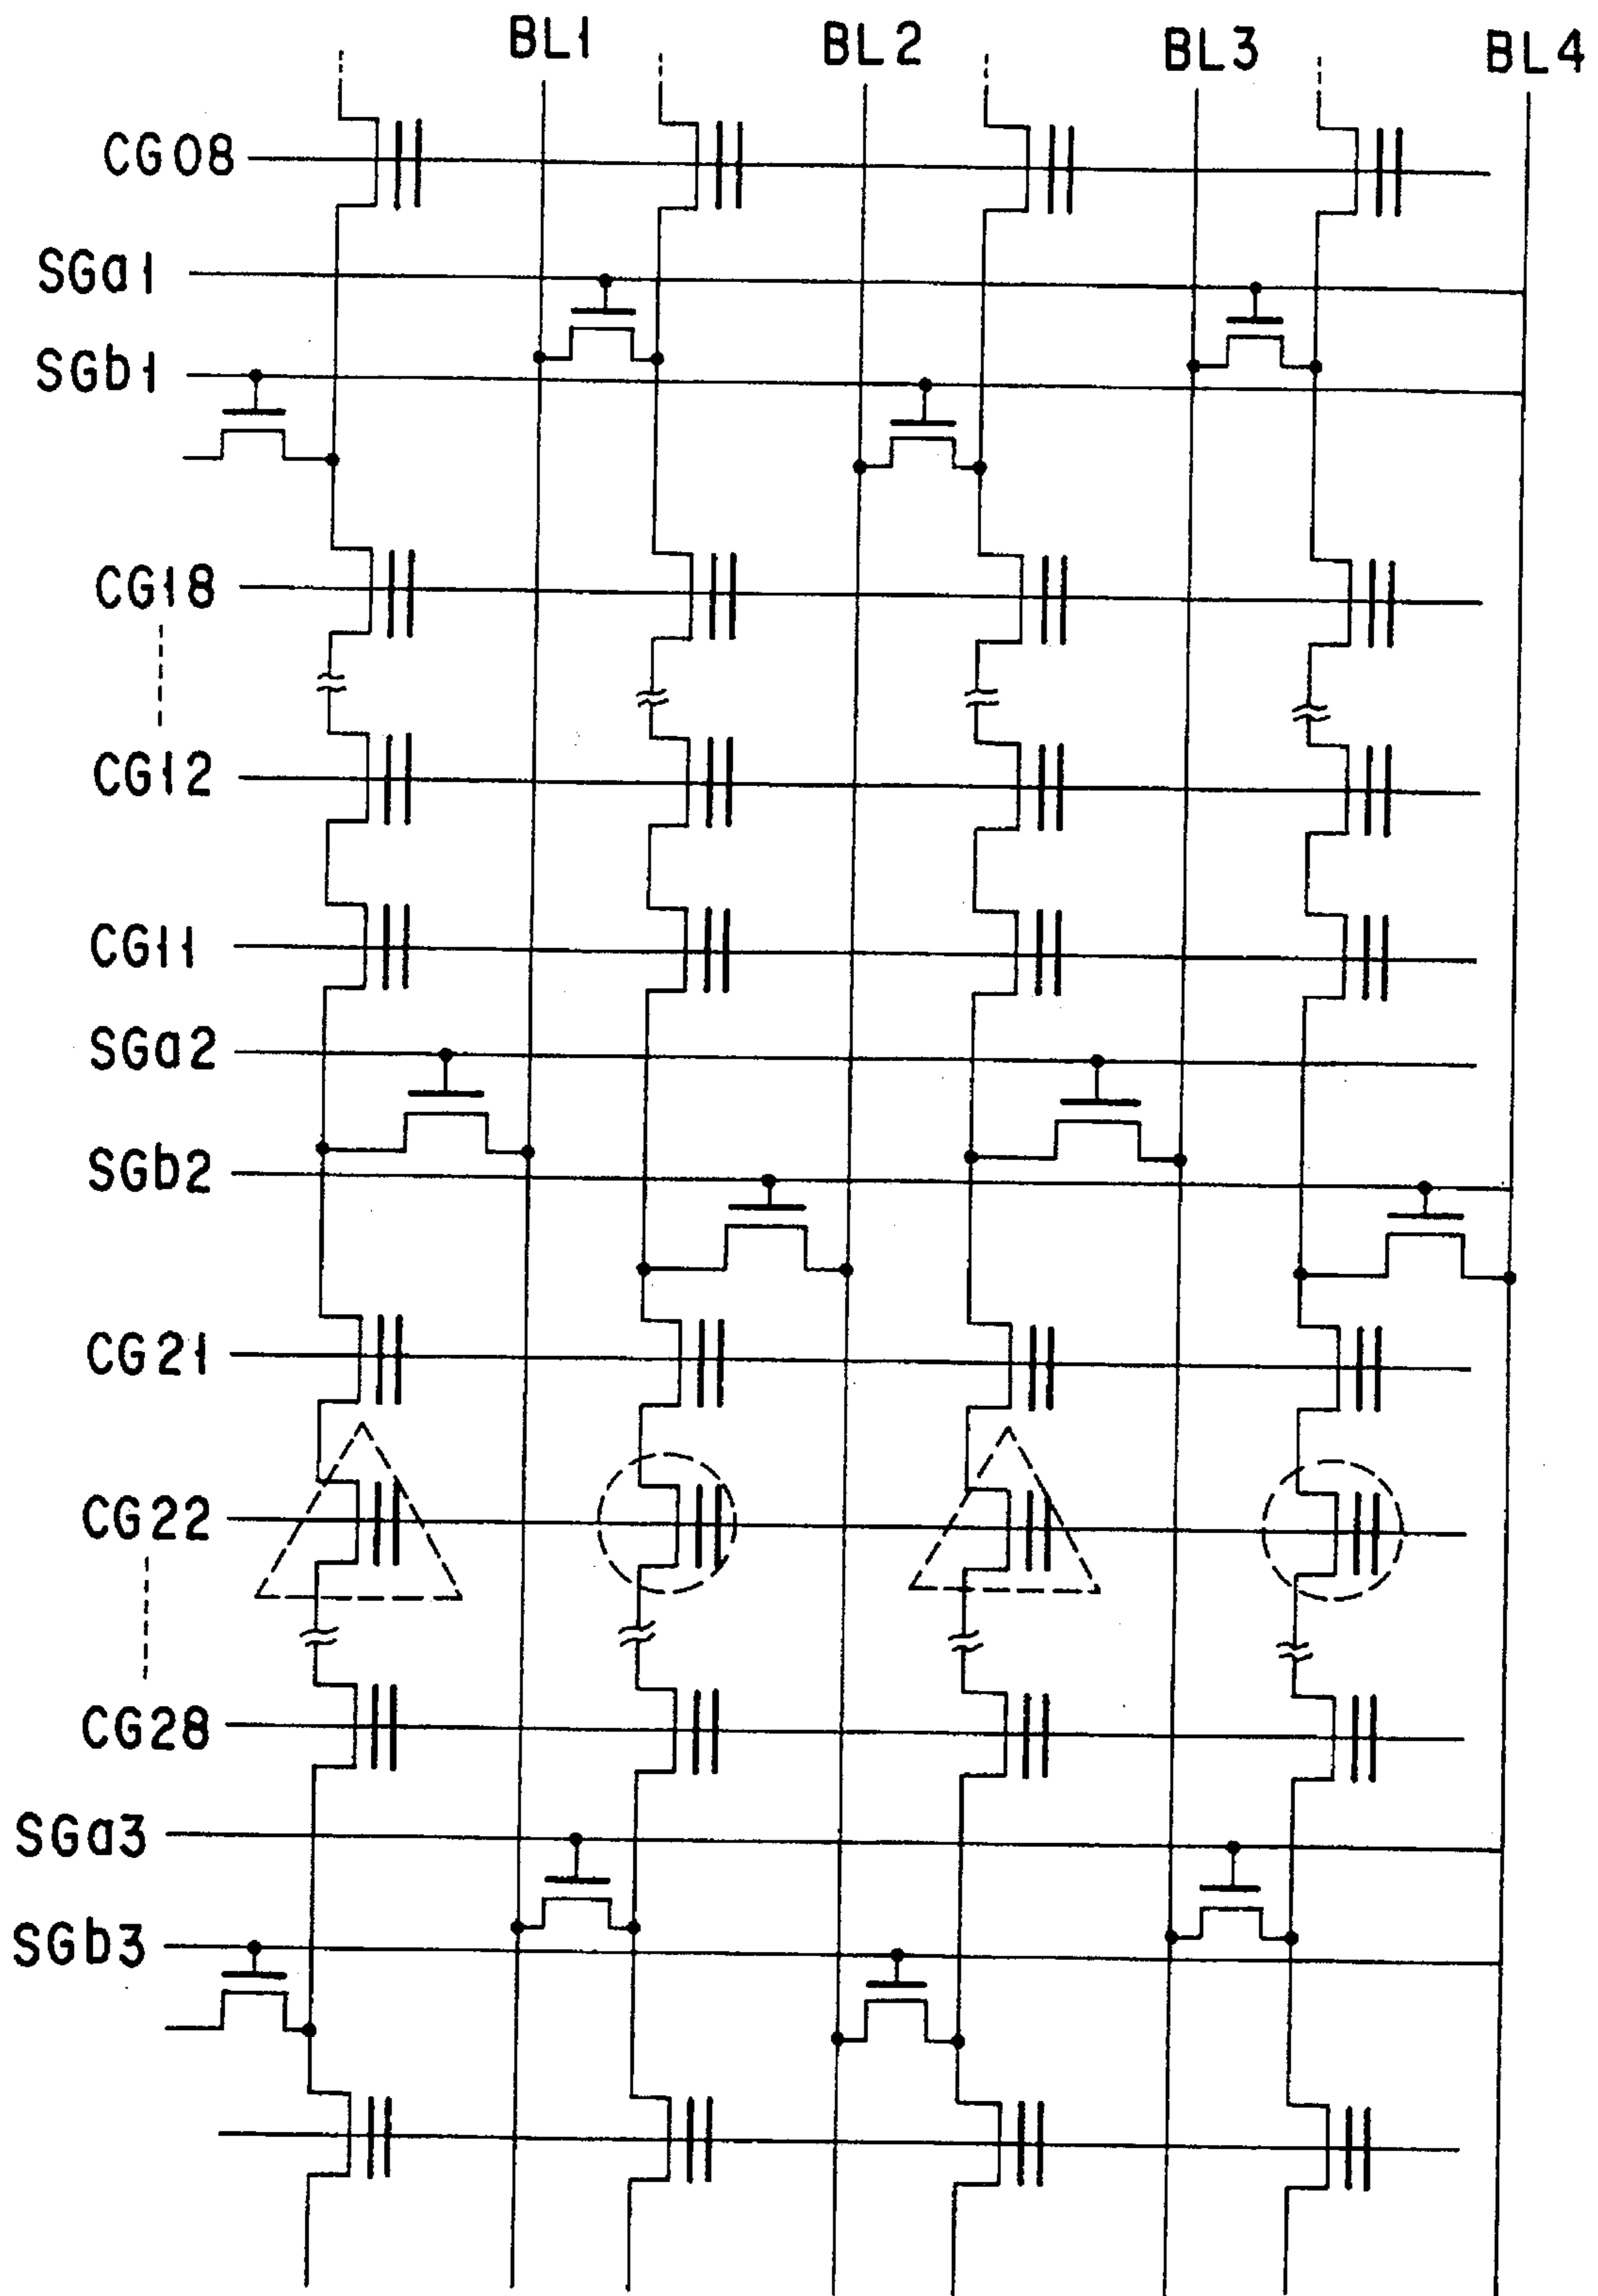 BL1 BL2 BL3 BL4
CG08
SGa1
SGb1
CG18
CG12
CG11
SGa2
SGb2
CG21
CG22
CG28
SGa3
SGb3